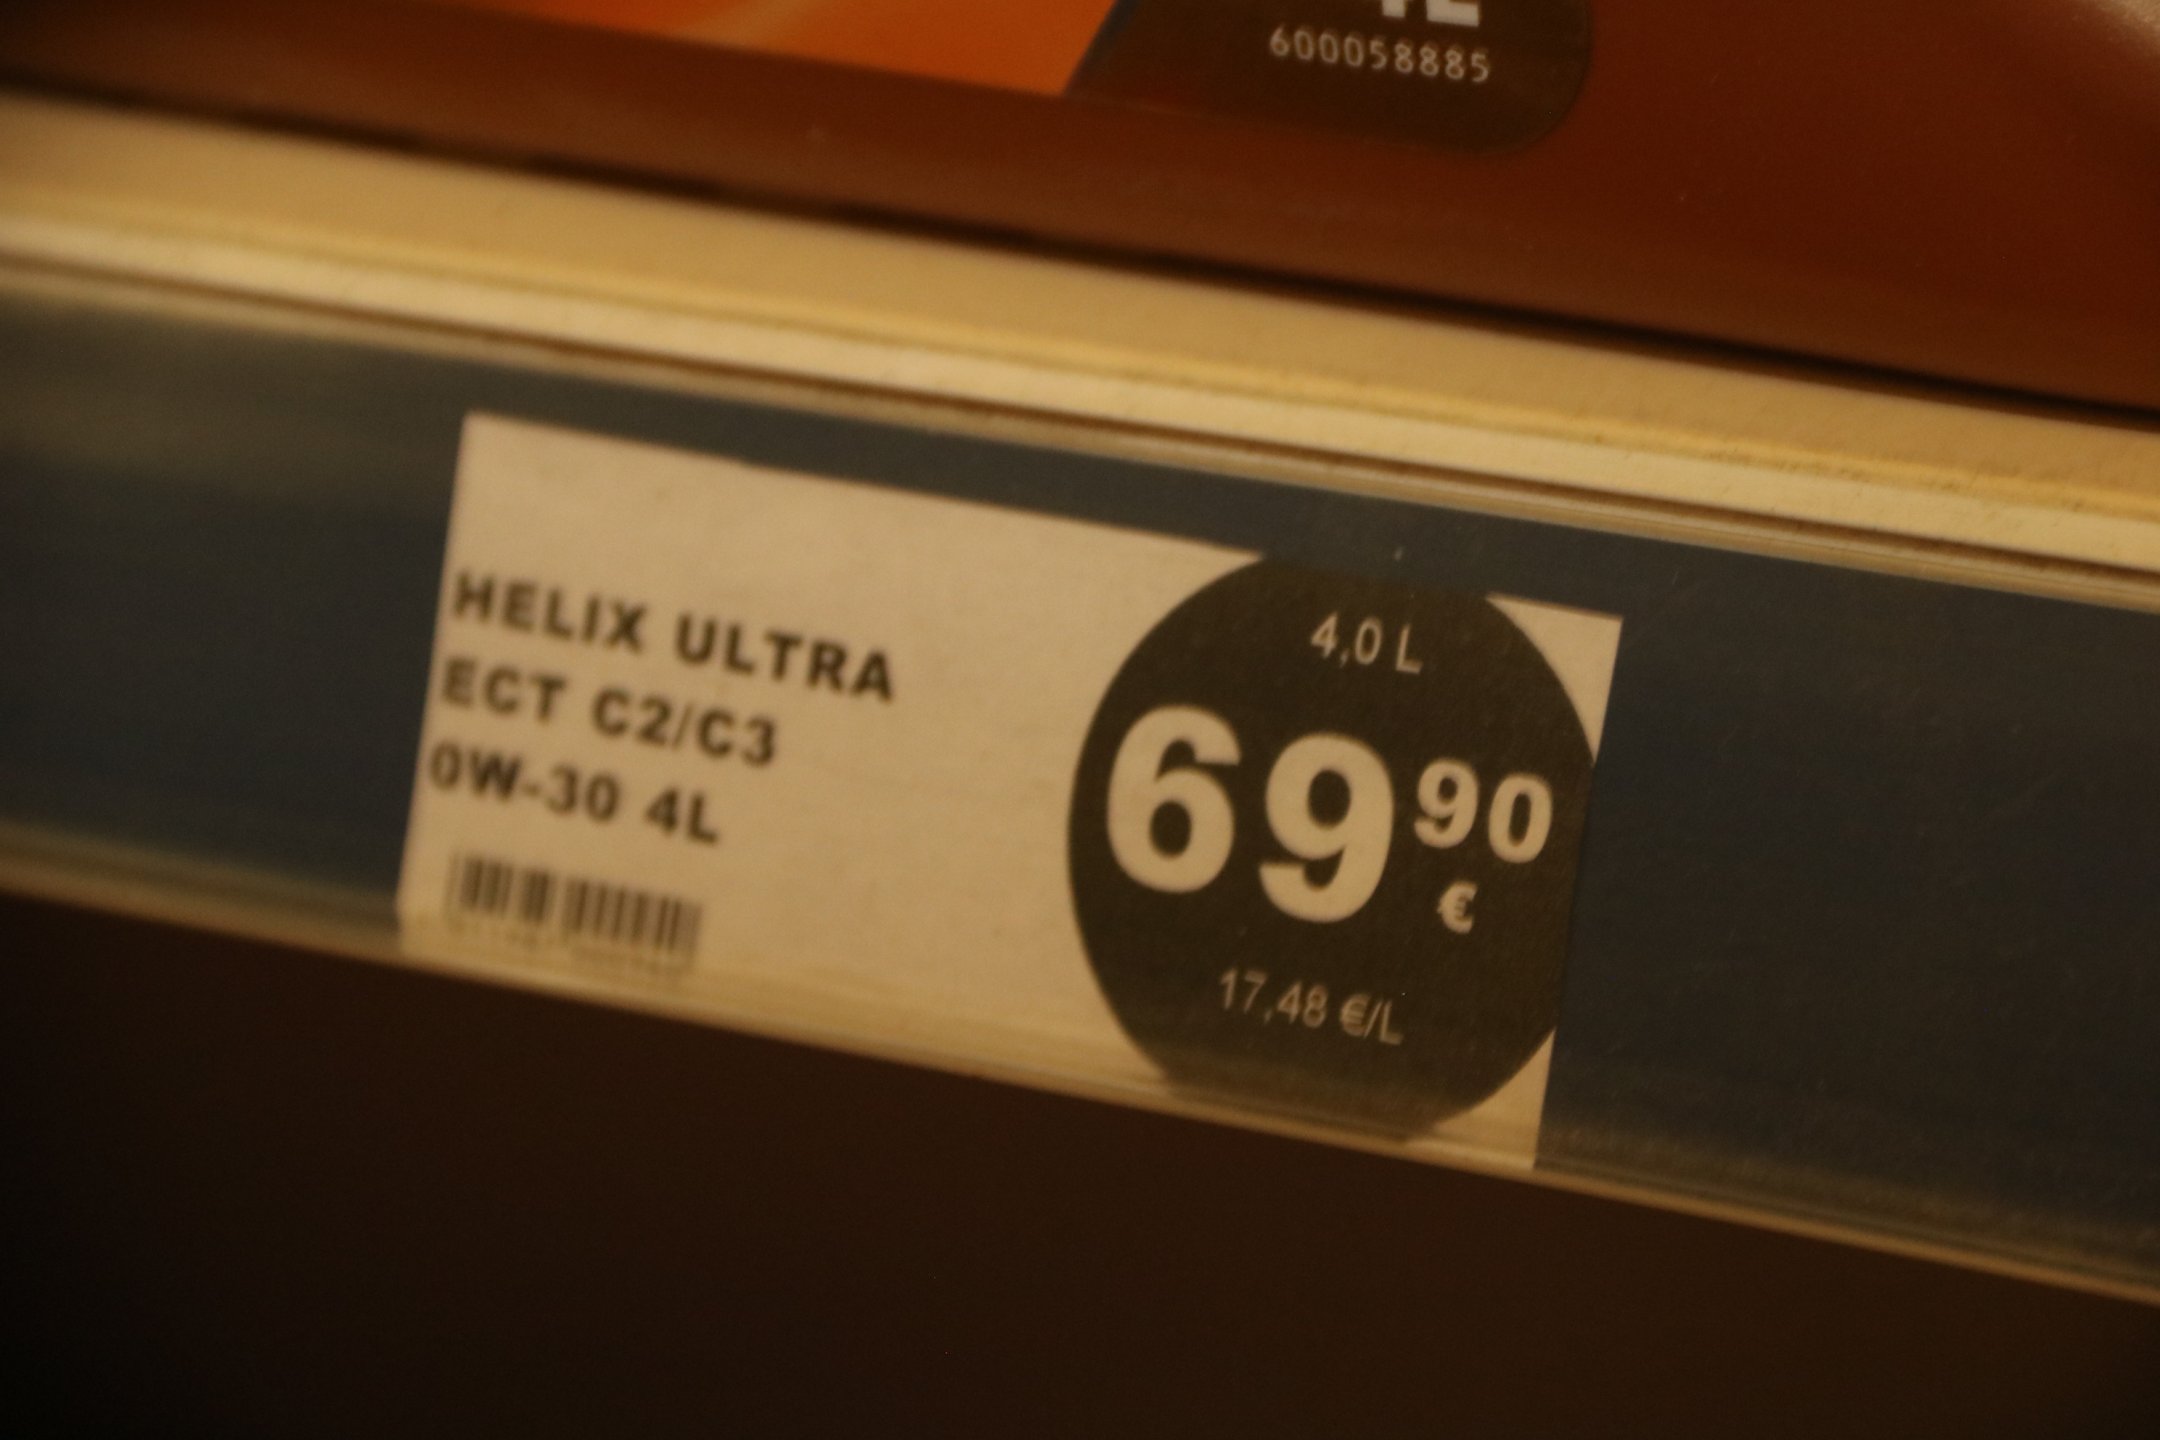 600058885
HELIX ULTRA
ECT C2/C3
0W-30 4L
4,0 L
69 90
€
17,48 €/L